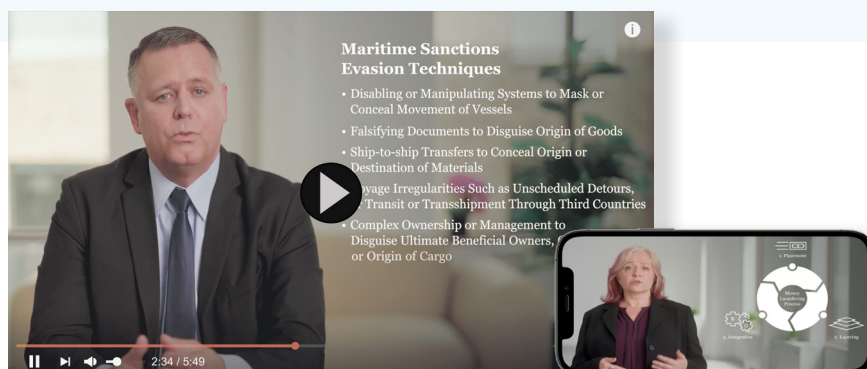 Maritime Sanctions
Evasion Techniques
• Disabling or Manipulating Systems to Mask or
Conceal Movement of Vessels
• Falsifying Documents to Disguise Origin of Goods
• Ship-to-ship Transfers to Conceal Origin or
Destination of Materials
Irregularities Such as Unscheduled Detours,
Transit or Transshipment Through Third Countries
• Complex Ownership or Management to
Disguise Ultimate Beneficial Owners,
or Origin of Cargo
2:34 / 5:49
1. Placement
Money
Laundering
Process
3. Integration
2. Layering